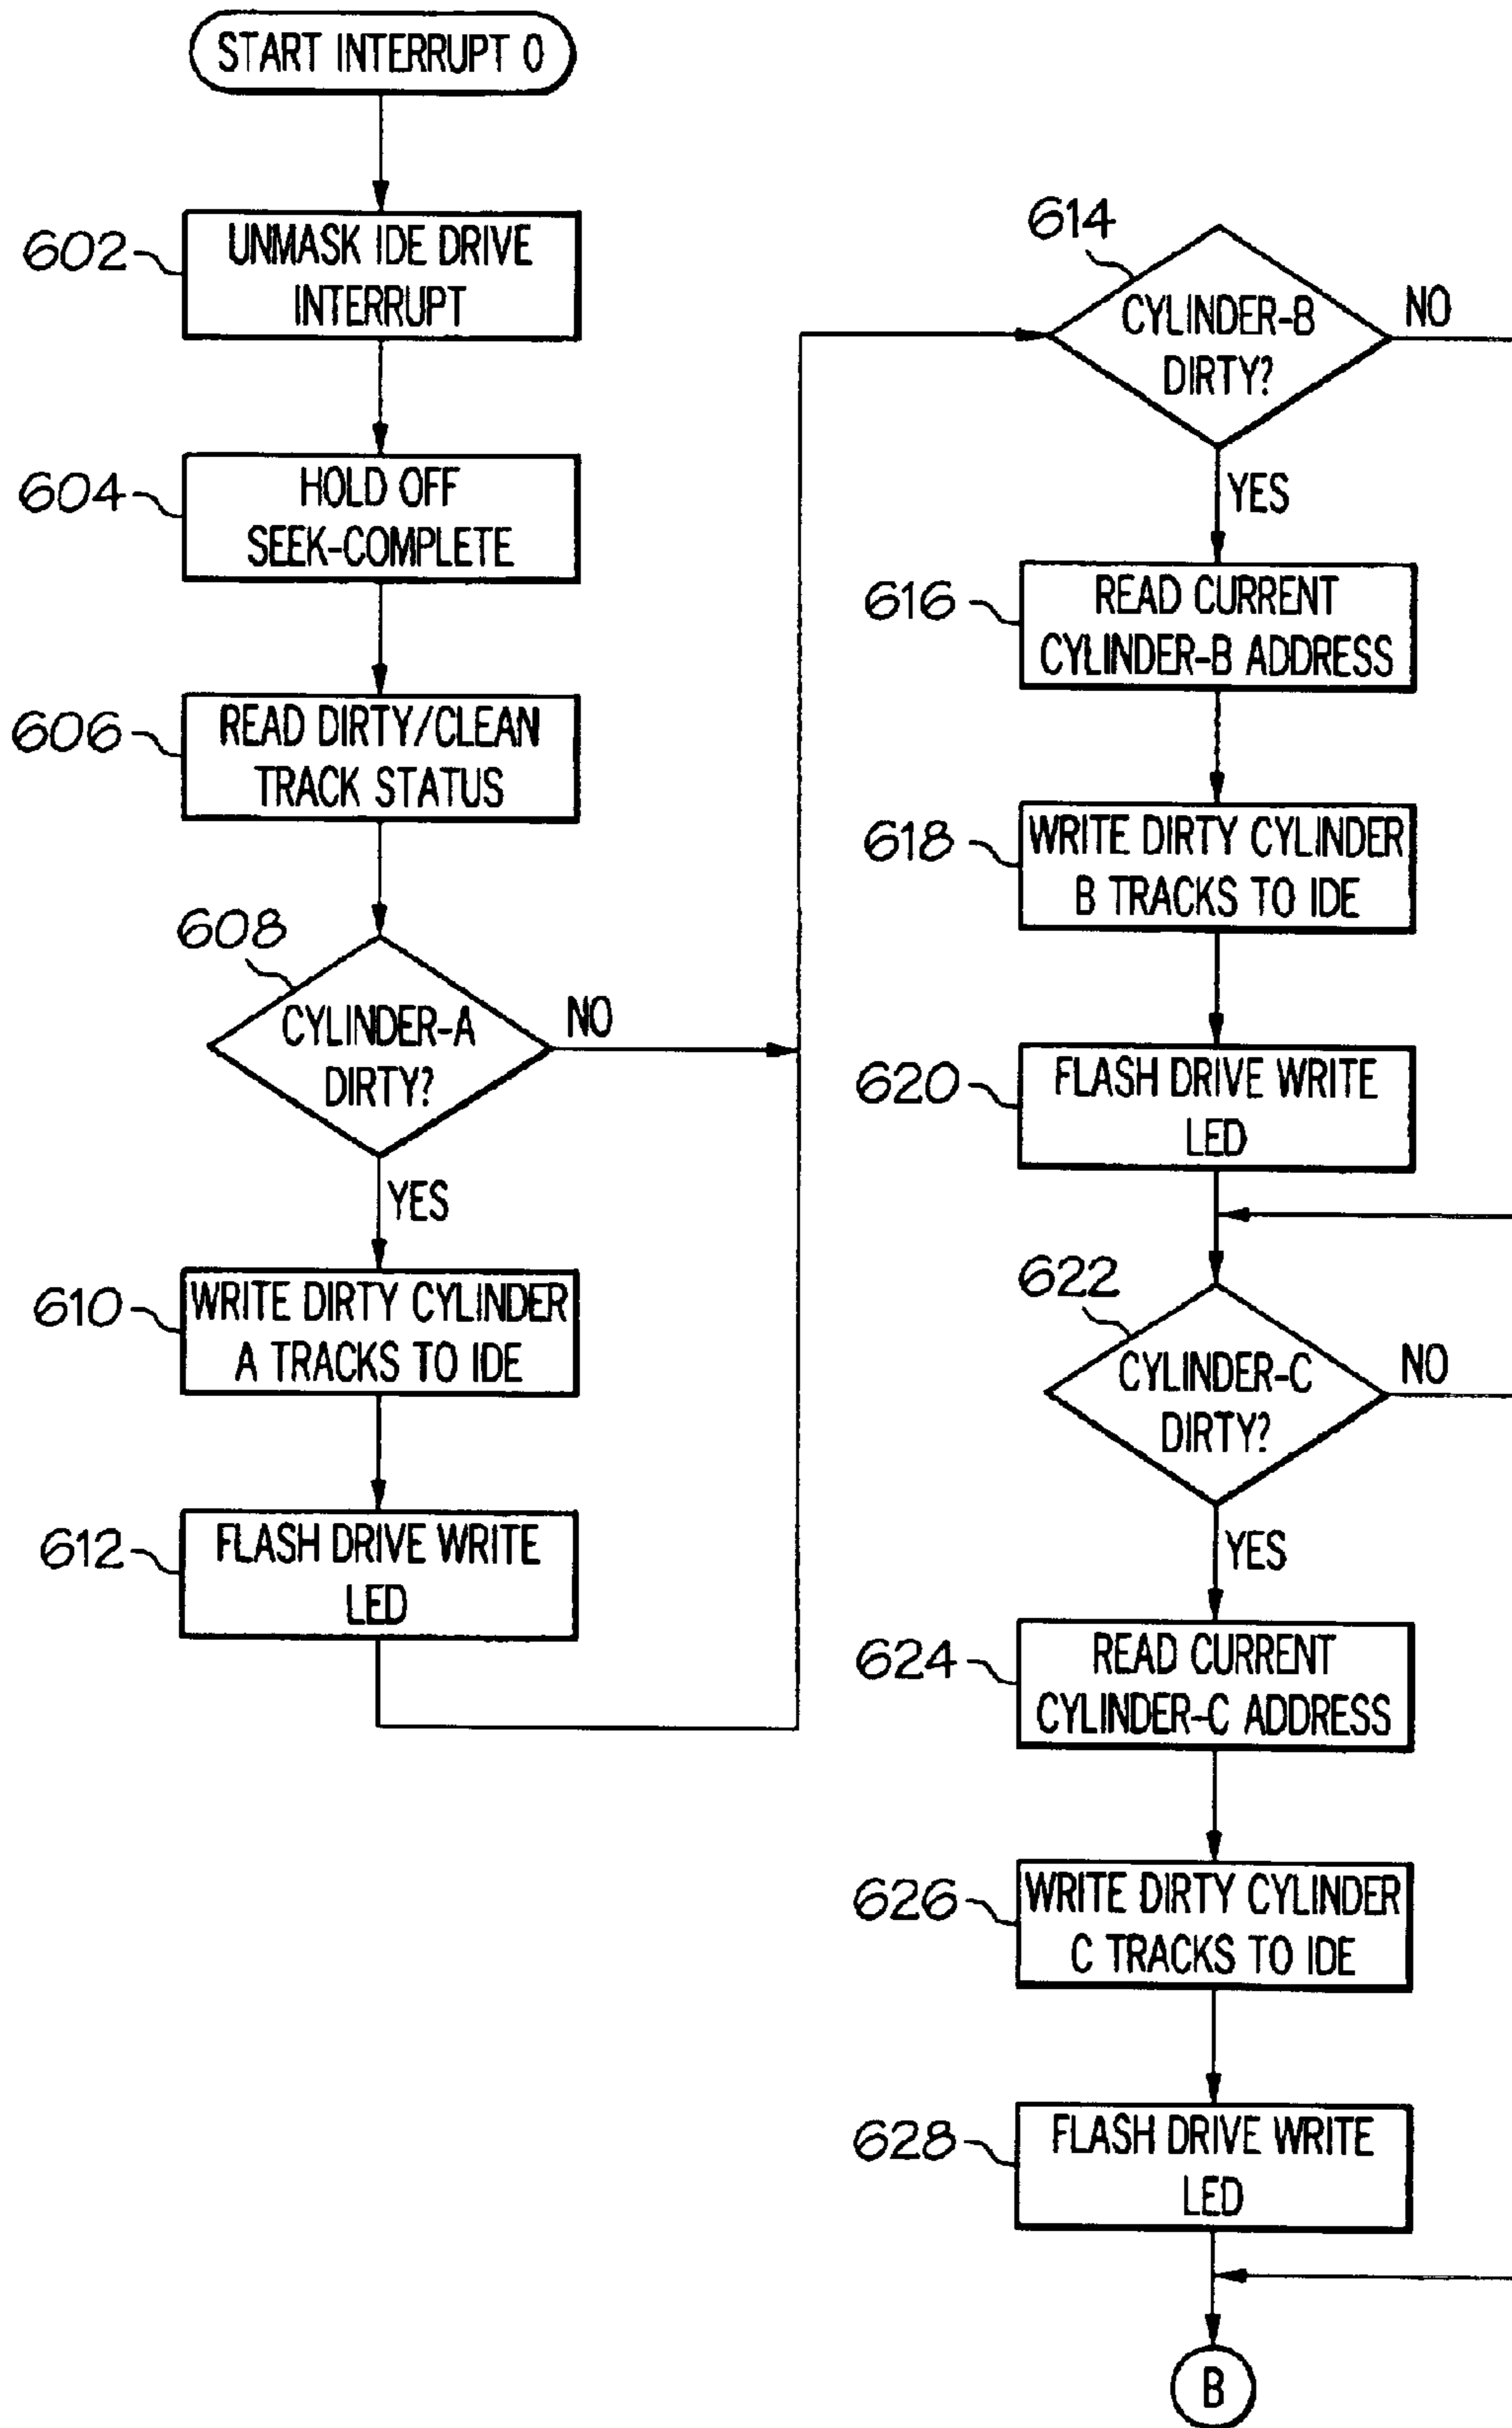 START INTERRUPT 0
602
UNMASK IDE DRIVE
INTERRUPT
604
HOLD OFF
SEEK-COMPLETE
606
READ DIRTY/CLEAN
TRACK STATUS
608
CYLINDER-A
DIRTY?
NO
YES
610
WRITE DIRTY CYLINDER
A TRACKS TO IDE
612
FLASH DRIVE WRITE
LED
614
CYLINDER-B
DIRTY?
NO
YES
616
READ CURRENT
CYLINDER-B ADDRESS
618
WRITE DIRTY CYLINDER
B TRACKS TO IDE
620
FLASH DRIVE WRITE
LED
622
CYLINDER-C
DIRTY?
NO
YES
624
READ CURRENT
CYLINDER-C ADDRESS
626
WRITE DIRTY CYLINDER
C TRACKS TO IDE
628
FLASH DRIVE WRITE
LED
B